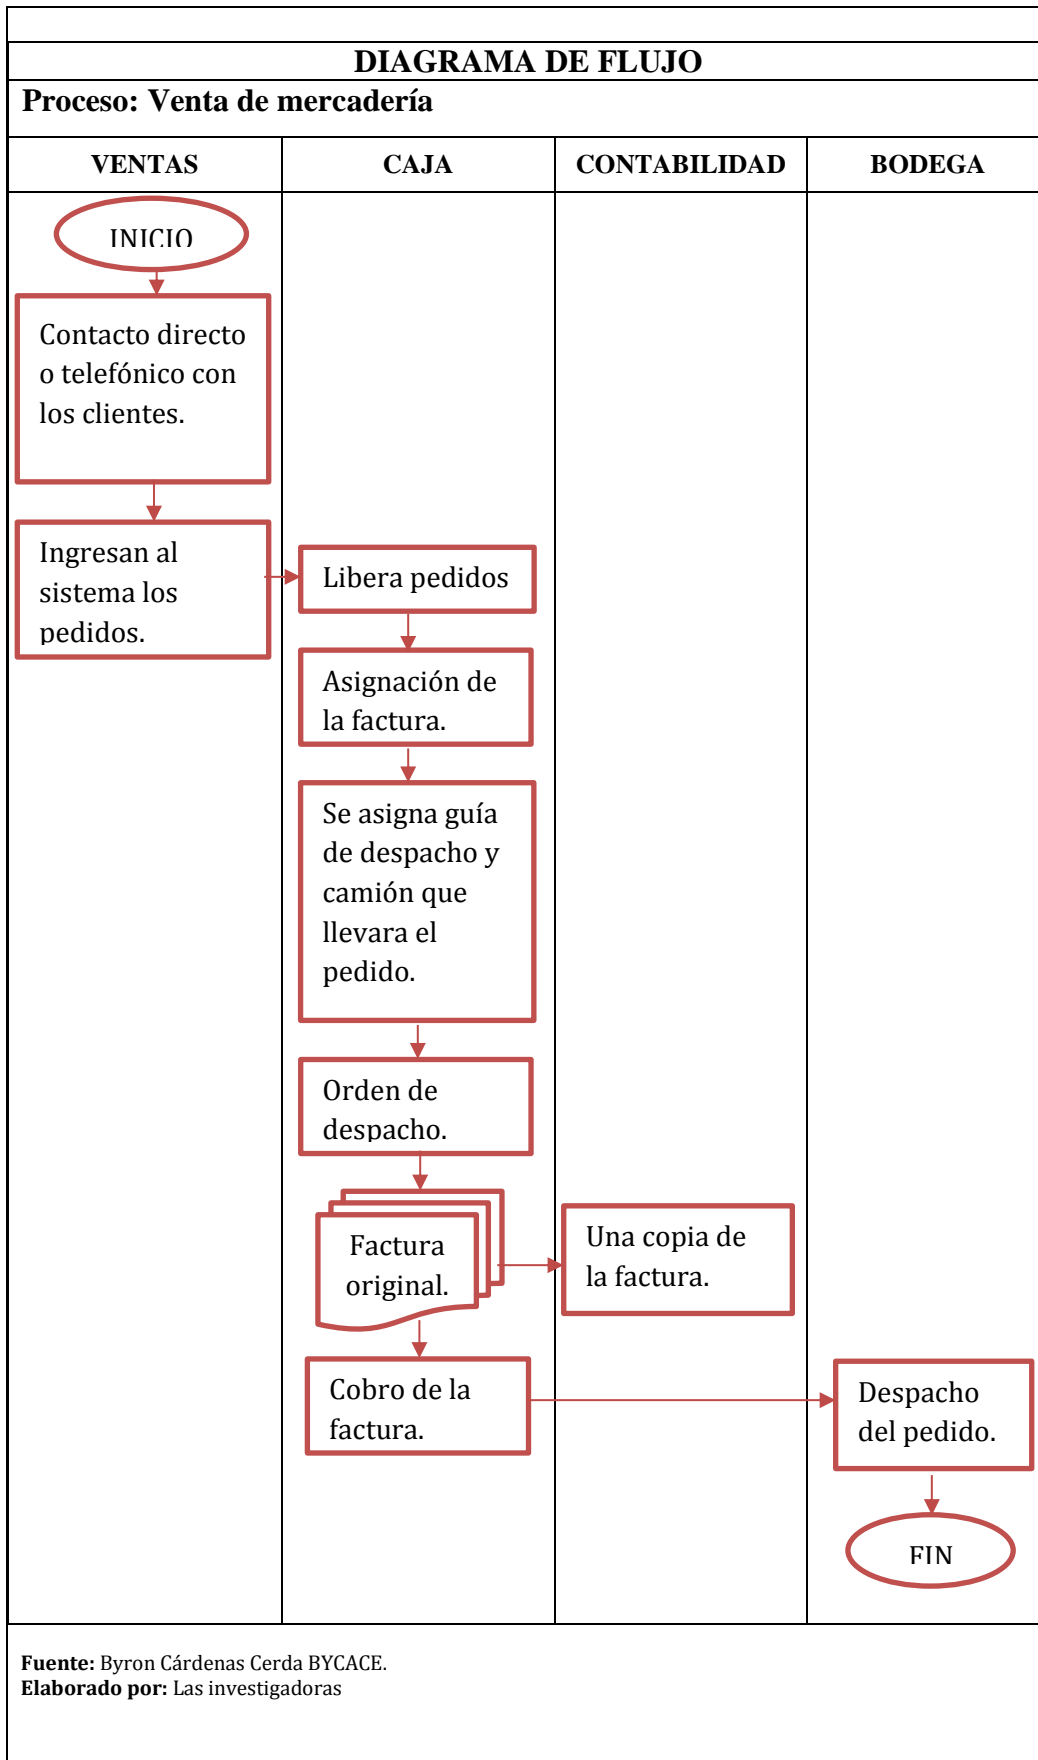 DIAGRAMA DE FLUJO
Proceso: Venta de mercadería
VENTAS
CAJA
CONTABILIDAD
BODEGA
INICIO
Contacto directo
o telefónico con
los clientes.
Ingresan al
sistema los
pedidos.
Libera pedidos
Asignación de
la factura.
Se asigna guía
de despacho y
camión que
llevara el
pedido.
Orden de
despacho.
Factura
original.
Una copia de
la factura.
Cobro de la
factura.
Despacho
del pedido.
FIN
Fuente: Byron Cárdenas Cerda BYCACE.
Elaborado por: Las investigadoras